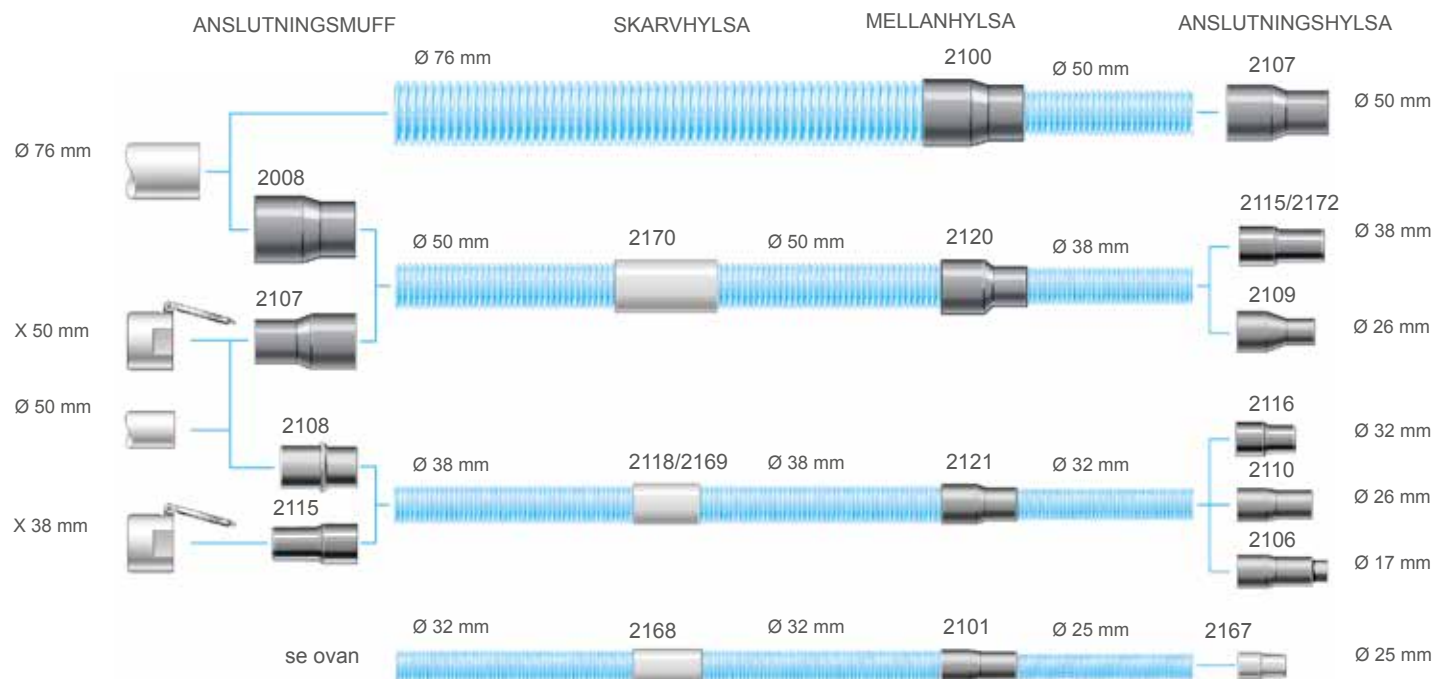 ANSLUTNINGSMUFF SKARVHYLSA MELLANHYLSA ANSLUTNINGSHYLSA
Ø 76 mm 2100 Ø 50 mm 2107
Ø 50 mm
Ø 76 mm
2008 2115/2172
Ø 50 mm 2170 Ø 50 mm 2120 Ø 38 mm Ø 38 mm
2107 2109
X 50 mm Ø 26 mm
Ø 50 mm
2108 2116
Ø 32 mm
Ø 38 mm 2118/2169 Ø 38 mm 2121 Ø 32 mm 2110
Ø 26 mm
2115
X 38 mm 2106
Ø 17 mm
Ø 32 mm 2168 Ø 32 mm 2101 Ø 25 mm 2167
se ovan Ø 25 mm